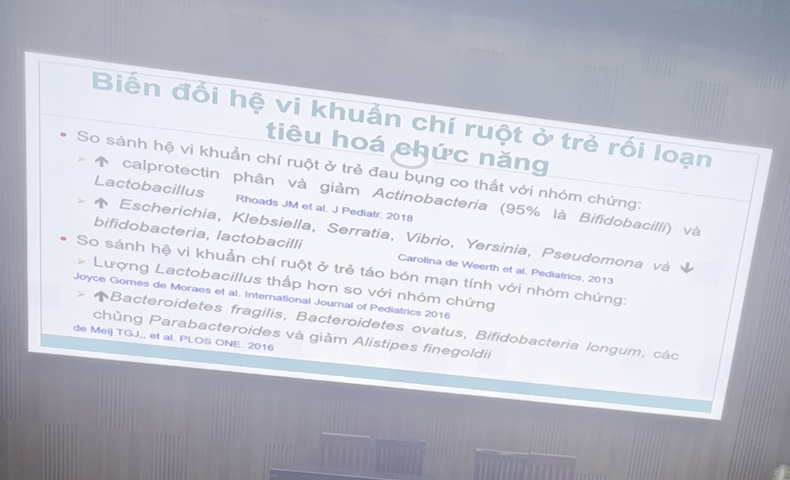 Biến đổi hệ vi khuẩn chí ruột ở trẻ rối loạn
tiêu hoá chức năng
• So sánh hệ vi khuẩn chí ruột ở trẻ đau bụng co thắt với nhóm chứng:
➢ ↑ calprotectin phân và giảm Actinobacteria (95% là Bifidobacilli) và
Lactobacillus Rhoads JM et al. J Pediatr. 2018
➢ ↑ Escherichia, Klebsiella, Serratia, Vibrio, Yersinia, Pseudomona và ↓
bifidobacteria, lactobacilli Carolina de Weerth et al. Pediatrics, 2013
• So sánh hệ vi khuẩn chí ruột ở trẻ táo bón mạn tính với nhóm chứng:
➢ Lượng Lactobacillus thấp hơn so với nhóm chứng
Joyce Gomes de Moraes et al. International Journal of Pediatrics 2016
➢ ↑Bacteroidetes fragilis, Bacteroidetes ovatus, Bifidobacteria longum, các
chủng Parabacteroides và giảm Alistipes finegoldii
de Meij TGJ,, et al. PLOS ONE. 2016